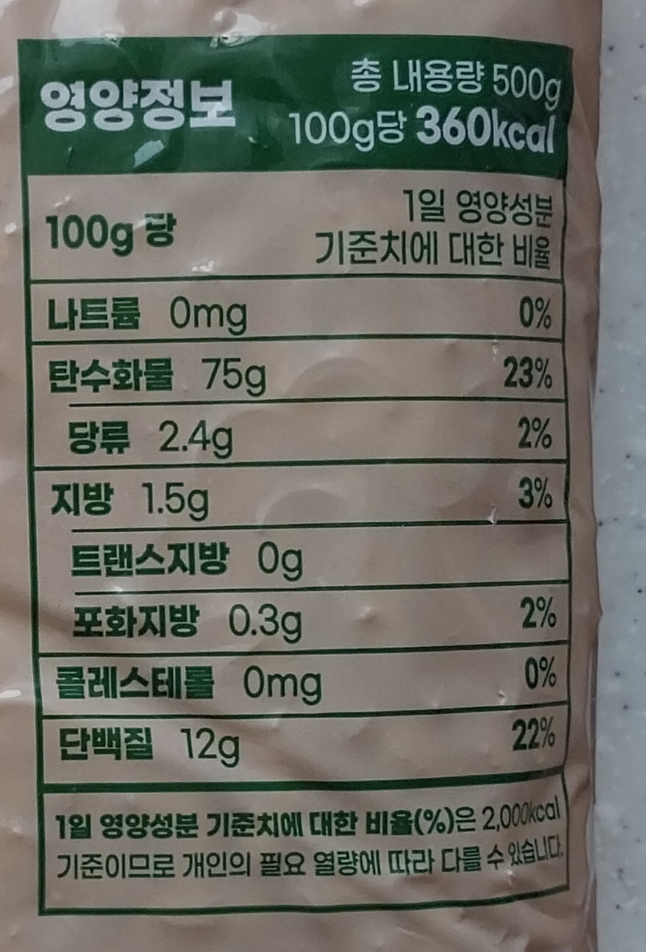 영양정보
총 내용량 500g
100g당 360kcal
100g 당
1일 영양성분
기준치에 대한 비율
나트륨 0mg 0%
탄수화물 75g 23%
당류 2.4g 2%
지방 1.5g 3%
트랜스지방 0g
포화지방 0.3g 2%
콜레스테롤 0mg 0%
단백질 12g 22%
1일 영양성분 기준치에 대한 비율(%)은 2,000kcal
기준이므로 개인의 필요 열량에 따라 다를 수 있습니다.